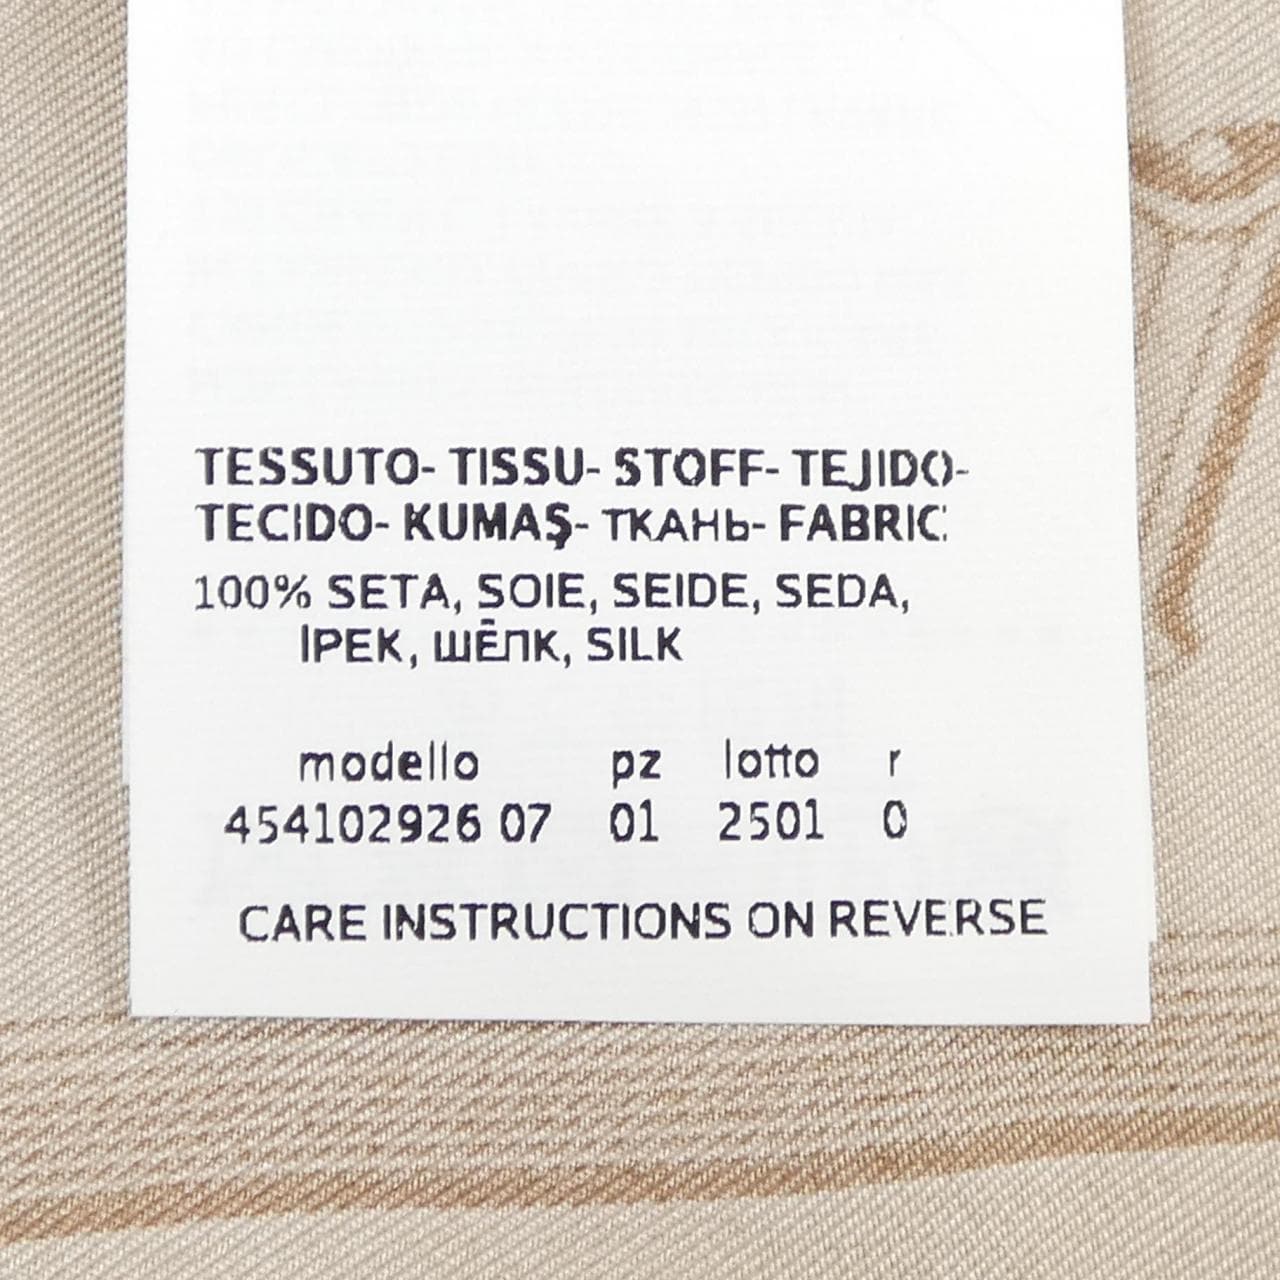 TESSUTO- TISSU- STOFF- TEJIDO-
TECIDO- KUMAŞ- ТКАНЬ- FABRIC:
100% SETA, SOIE, SEIDE, SEDA,
İPEK, ШЁПК, SILK
modello pz lotto r
454102926 07 01 2501 0
CARE INSTRUCTIONS ON REVERSE